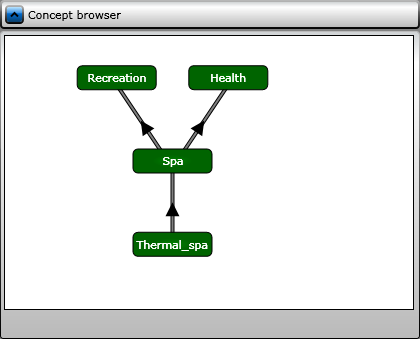 Concept browser
Recreation
Health
Spa
Thermal_spa